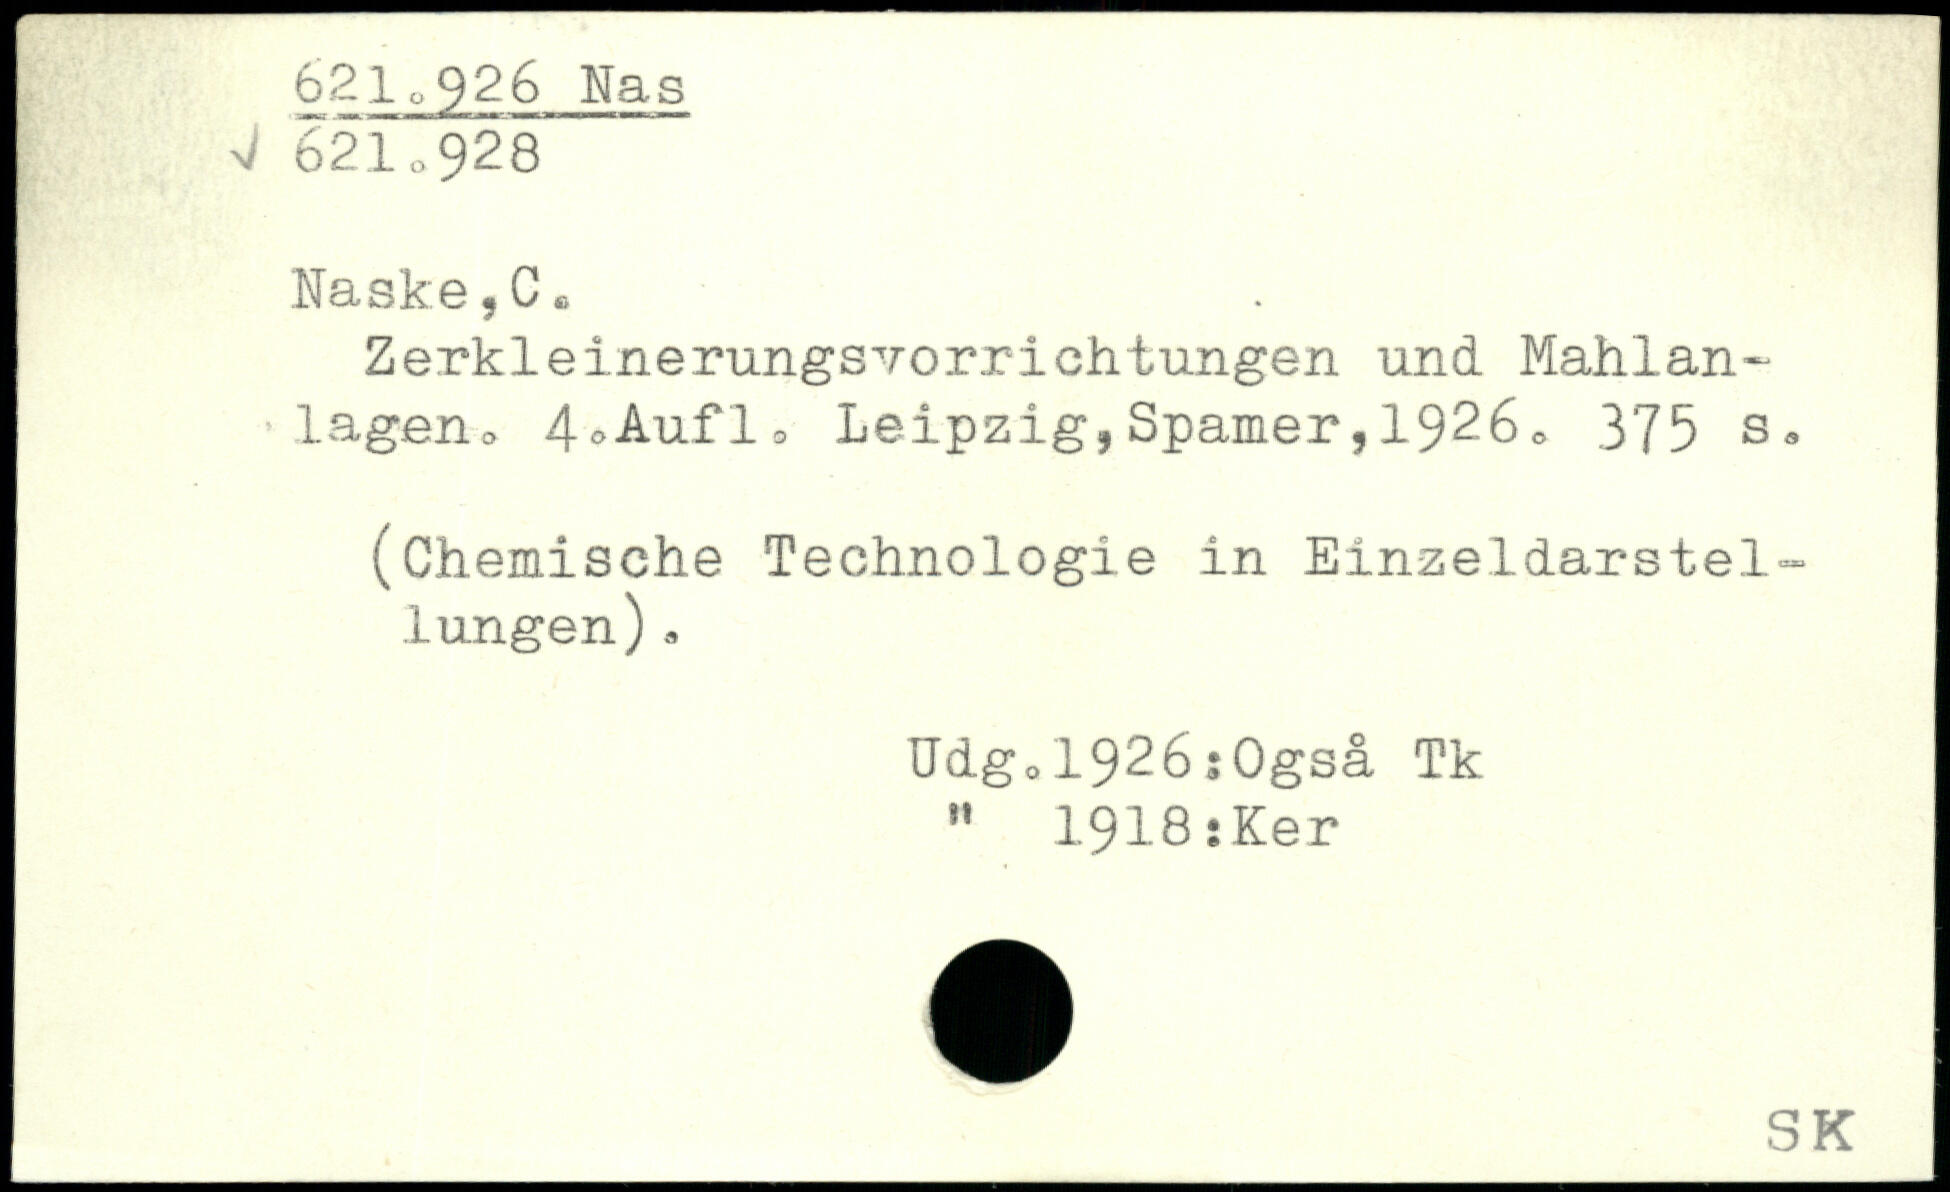 621.926 Nas
√ 621.928
Naske,C.
Zerkleinerungsvorrichtungen und Mahlan-
lagen. 4.Aufl. Leipzig,Spamer,1926. 375 s.
(Chemische Technologie in Einzeldarstel-
lungen).
Udg.1926:Også Tk
" 1918:Ker
SK